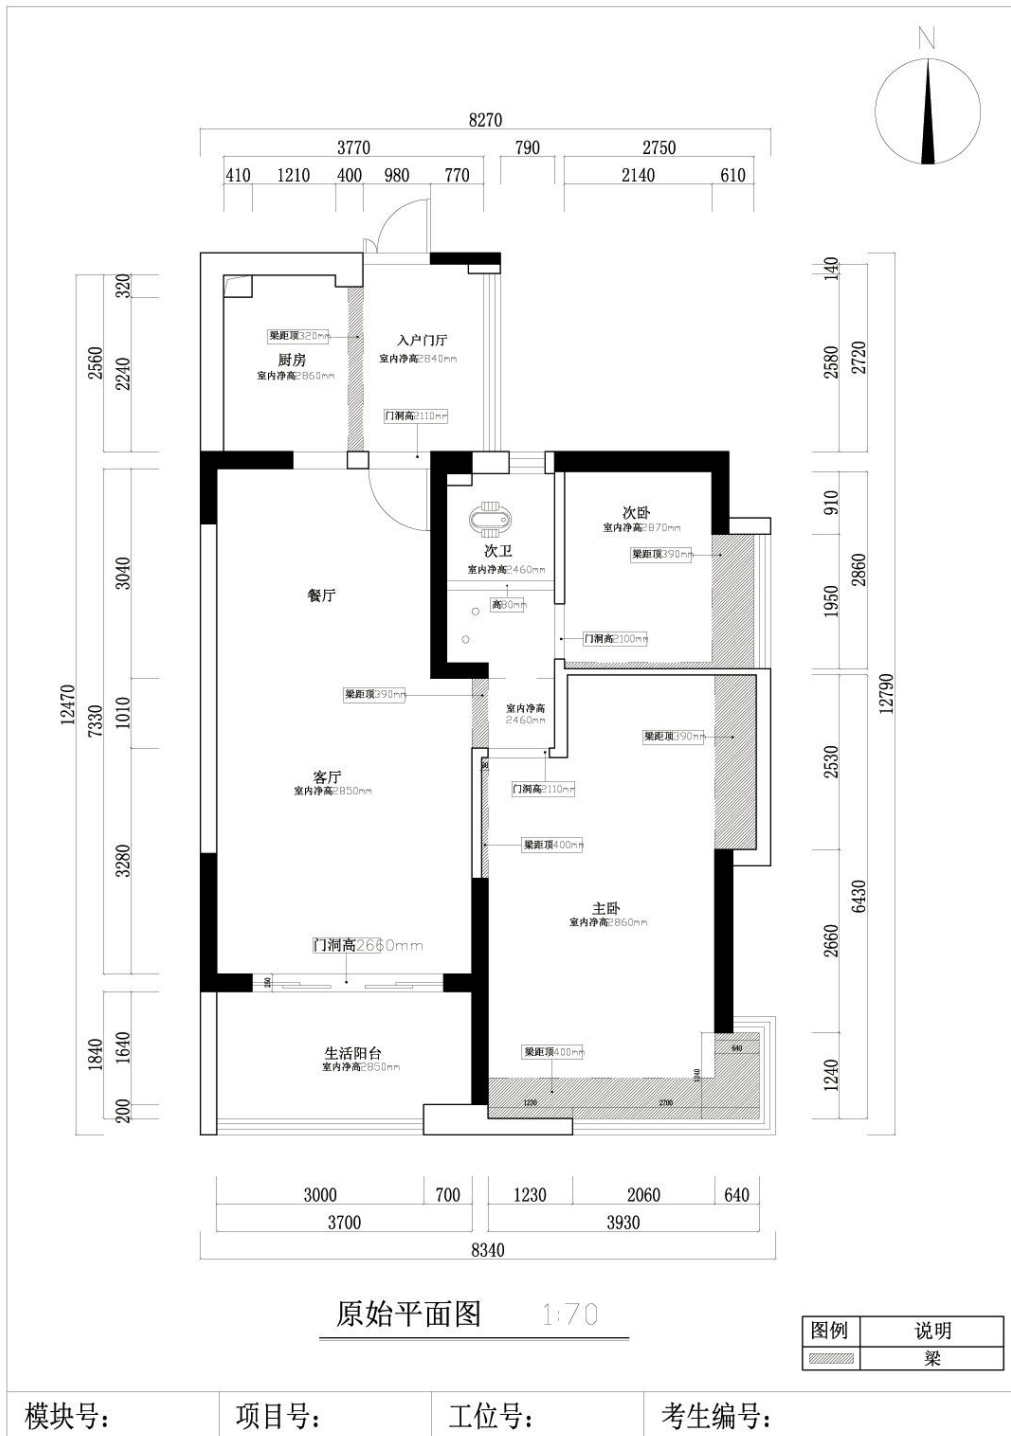 N
8270
3770 790 2750
410 1210 400 980 770 2140 610
320
140
梁距顶320mm
入户门厅
室内净高2840mm
厨房
室内净高2860mm
2560
2240
2580
2720
门洞高2110mm
次卧
室内净高2870mm
910
次卫
室内净高2460mm
梁距顶390mm
3040
餐厅
高80mm
1950
2860
门洞高2100mm
12470
7330
1010
梁距顶390mm
室内净高
2460mm
12790
梁距顶390mm
2530
客厅
室内净高2850mm
90
门洞高2110mm
3280
梁距顶400mm
6430
主卧
室内净高2860mm
2660
门洞高2660mm
250
1840
1640
生活阳台
室内净高2850mm
梁距顶400mm
640
1240
1240
200
1230 2700
3000 700 1230 2060 640
3700 3930
8340
原始平面图 1:70
图例 说明
梁
模块号: 项目号: 工位号: 考生编号: